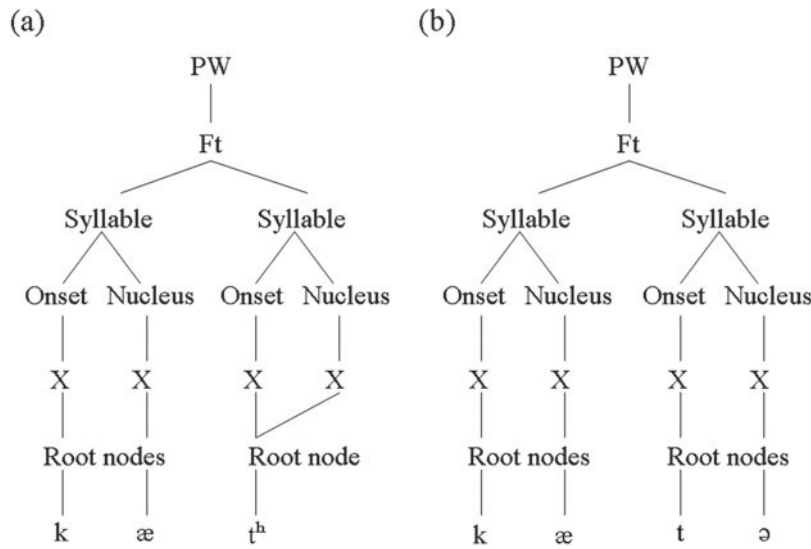 (a) (b)
PW PW
Ft Ft
Syllable Syllable Syllable Syllable
Onset Nucleus Onset Nucleus Onset Nucleus Onset Nucleus
X X X X X X X X
Root nodes Root node Root nodes Root nodes
k æ tʰ k æ t ə